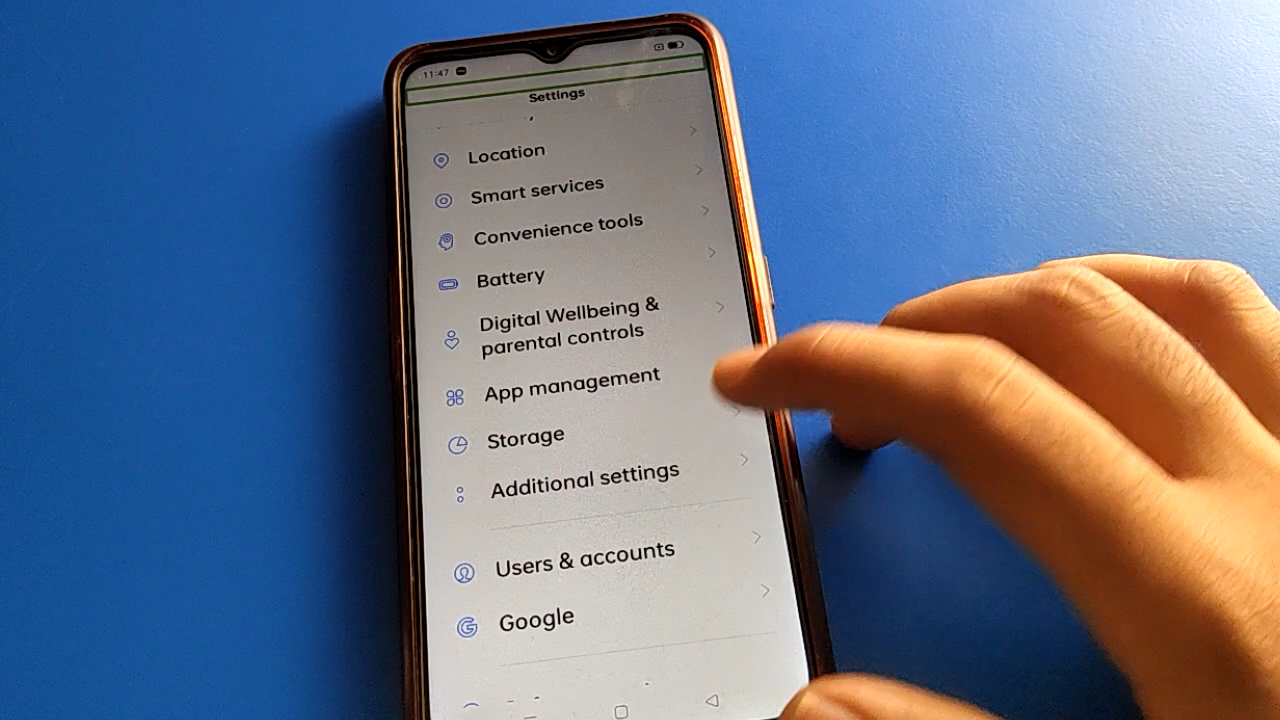 11:47
Settings
Location
Smart services
Convenience tools
Battery
Digital Wellbeing &
parental controls
App management
Storage
Additional settings
Users & accounts
Google